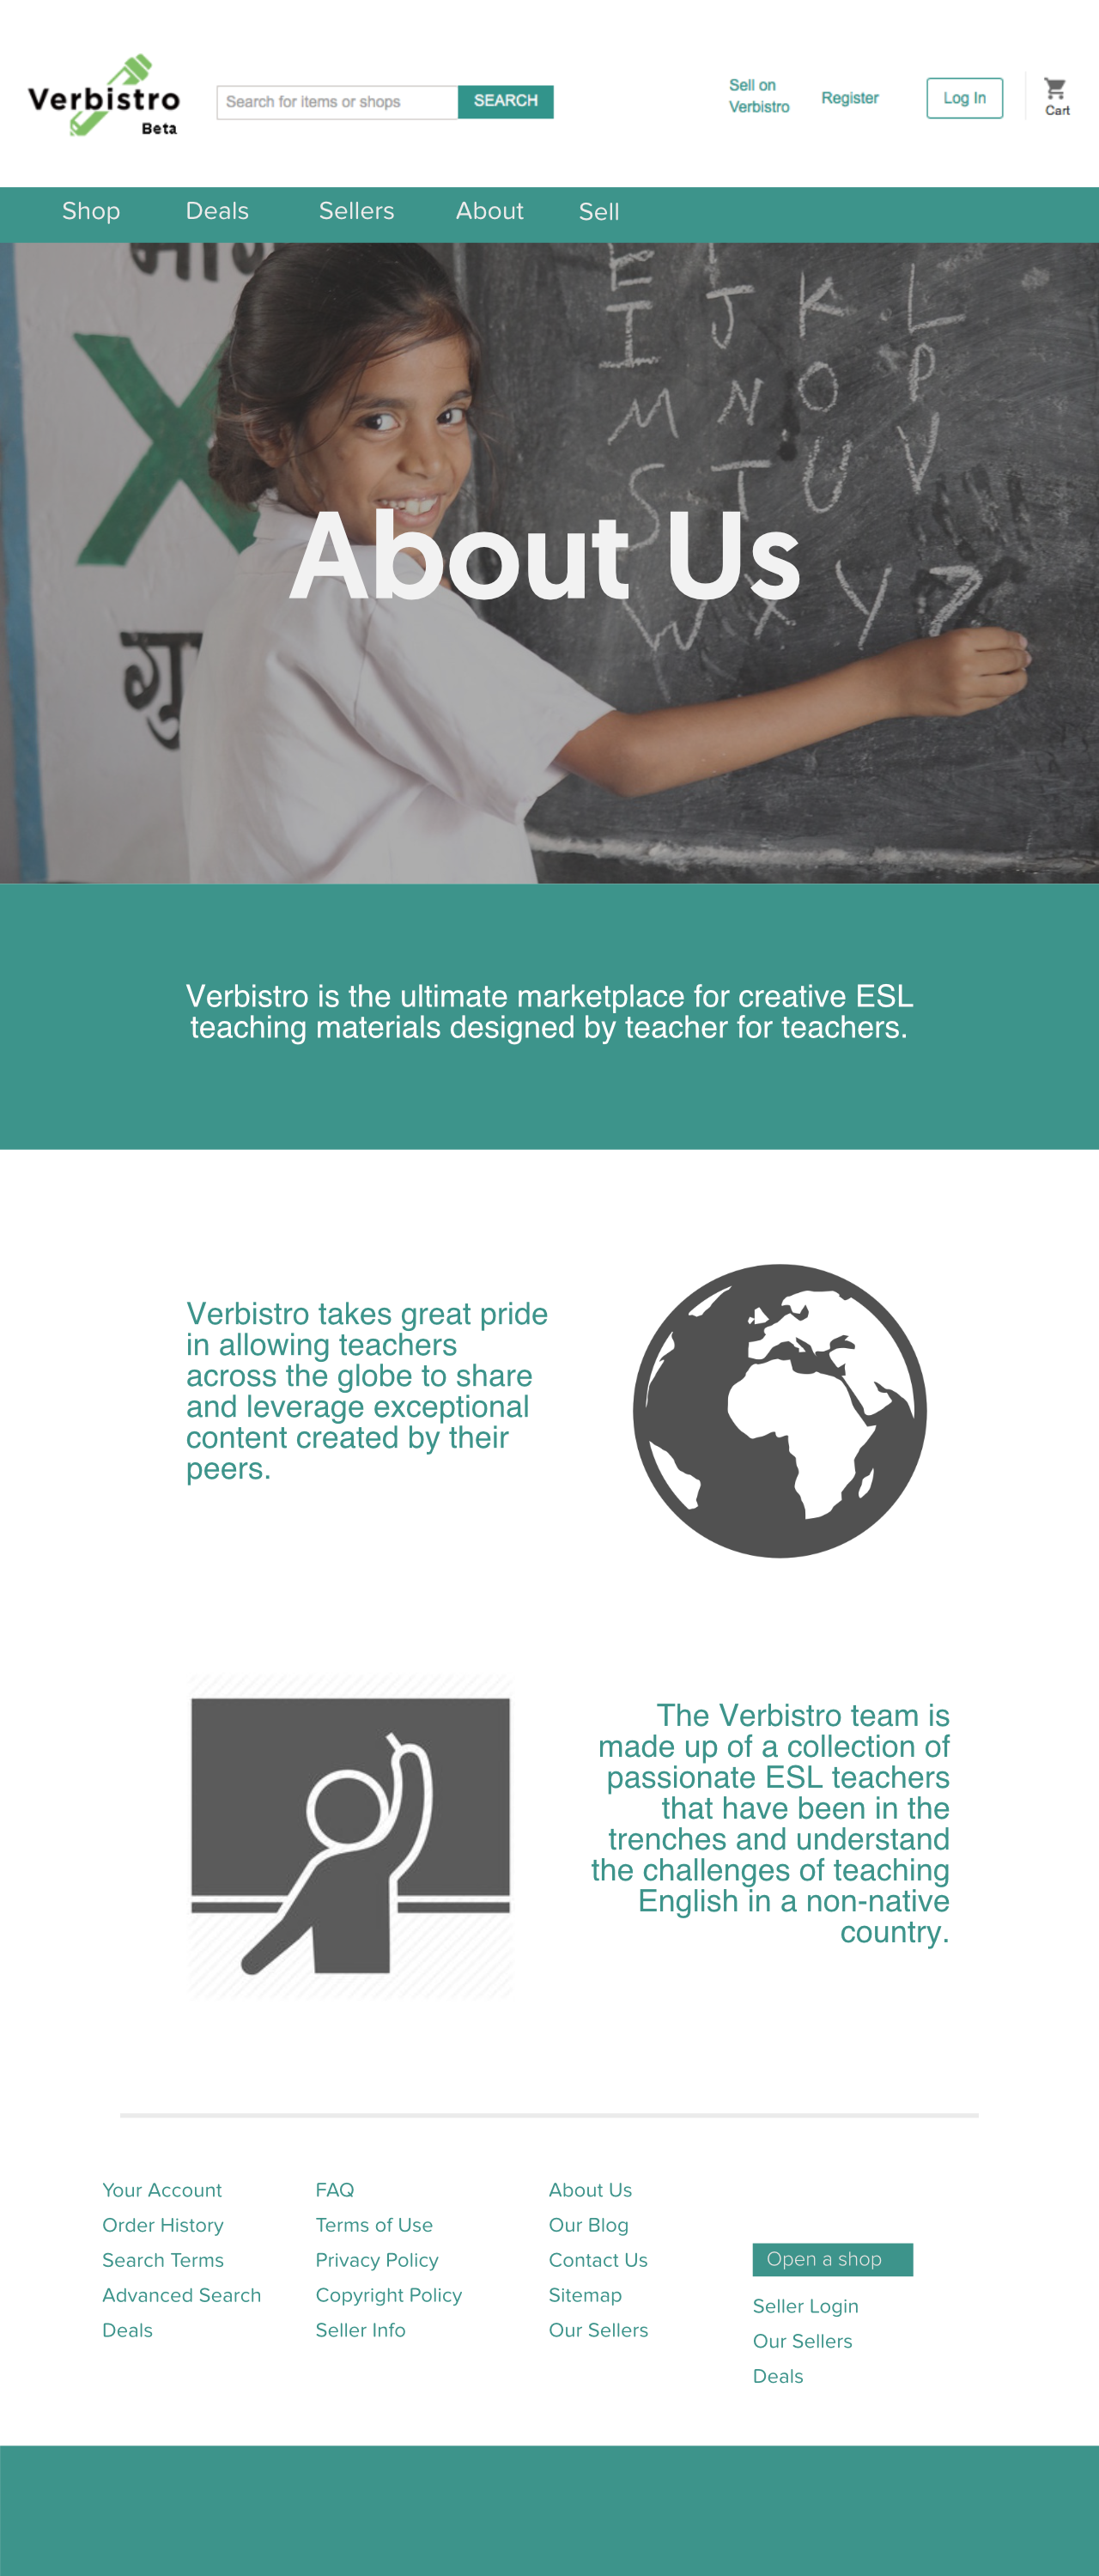 Verbistro
Beta
Search for items or shops
SEARCH
Sell on
Verbistro
Register
Log In
Cart
Shop
Deals
Sellers
About
Sell
I J K L
M N O P
S T U V
W X Y Z
X
गु
About Us
Verbistro is the ultimate marketplace for creative ESL
teaching materials designed by teacher for teachers.
Verbistro takes great pride
in allowing teachers
across the globe to share
and leverage exceptional
content created by their
peers.
The Verbistro team is
made up of a collection of
passionate ESL teachers
that have been in the
trenches and understand
the challenges of teaching
English in a non-native
country.
Your Account
Order History
Search Terms
Advanced Search
Deals
FAQ
Terms of Use
Privacy Policy
Copyright Policy
Seller Info
About Us
Our Blog
Contact Us
Sitemap
Our Sellers
Open a shop
Seller Login
Our Sellers
Deals